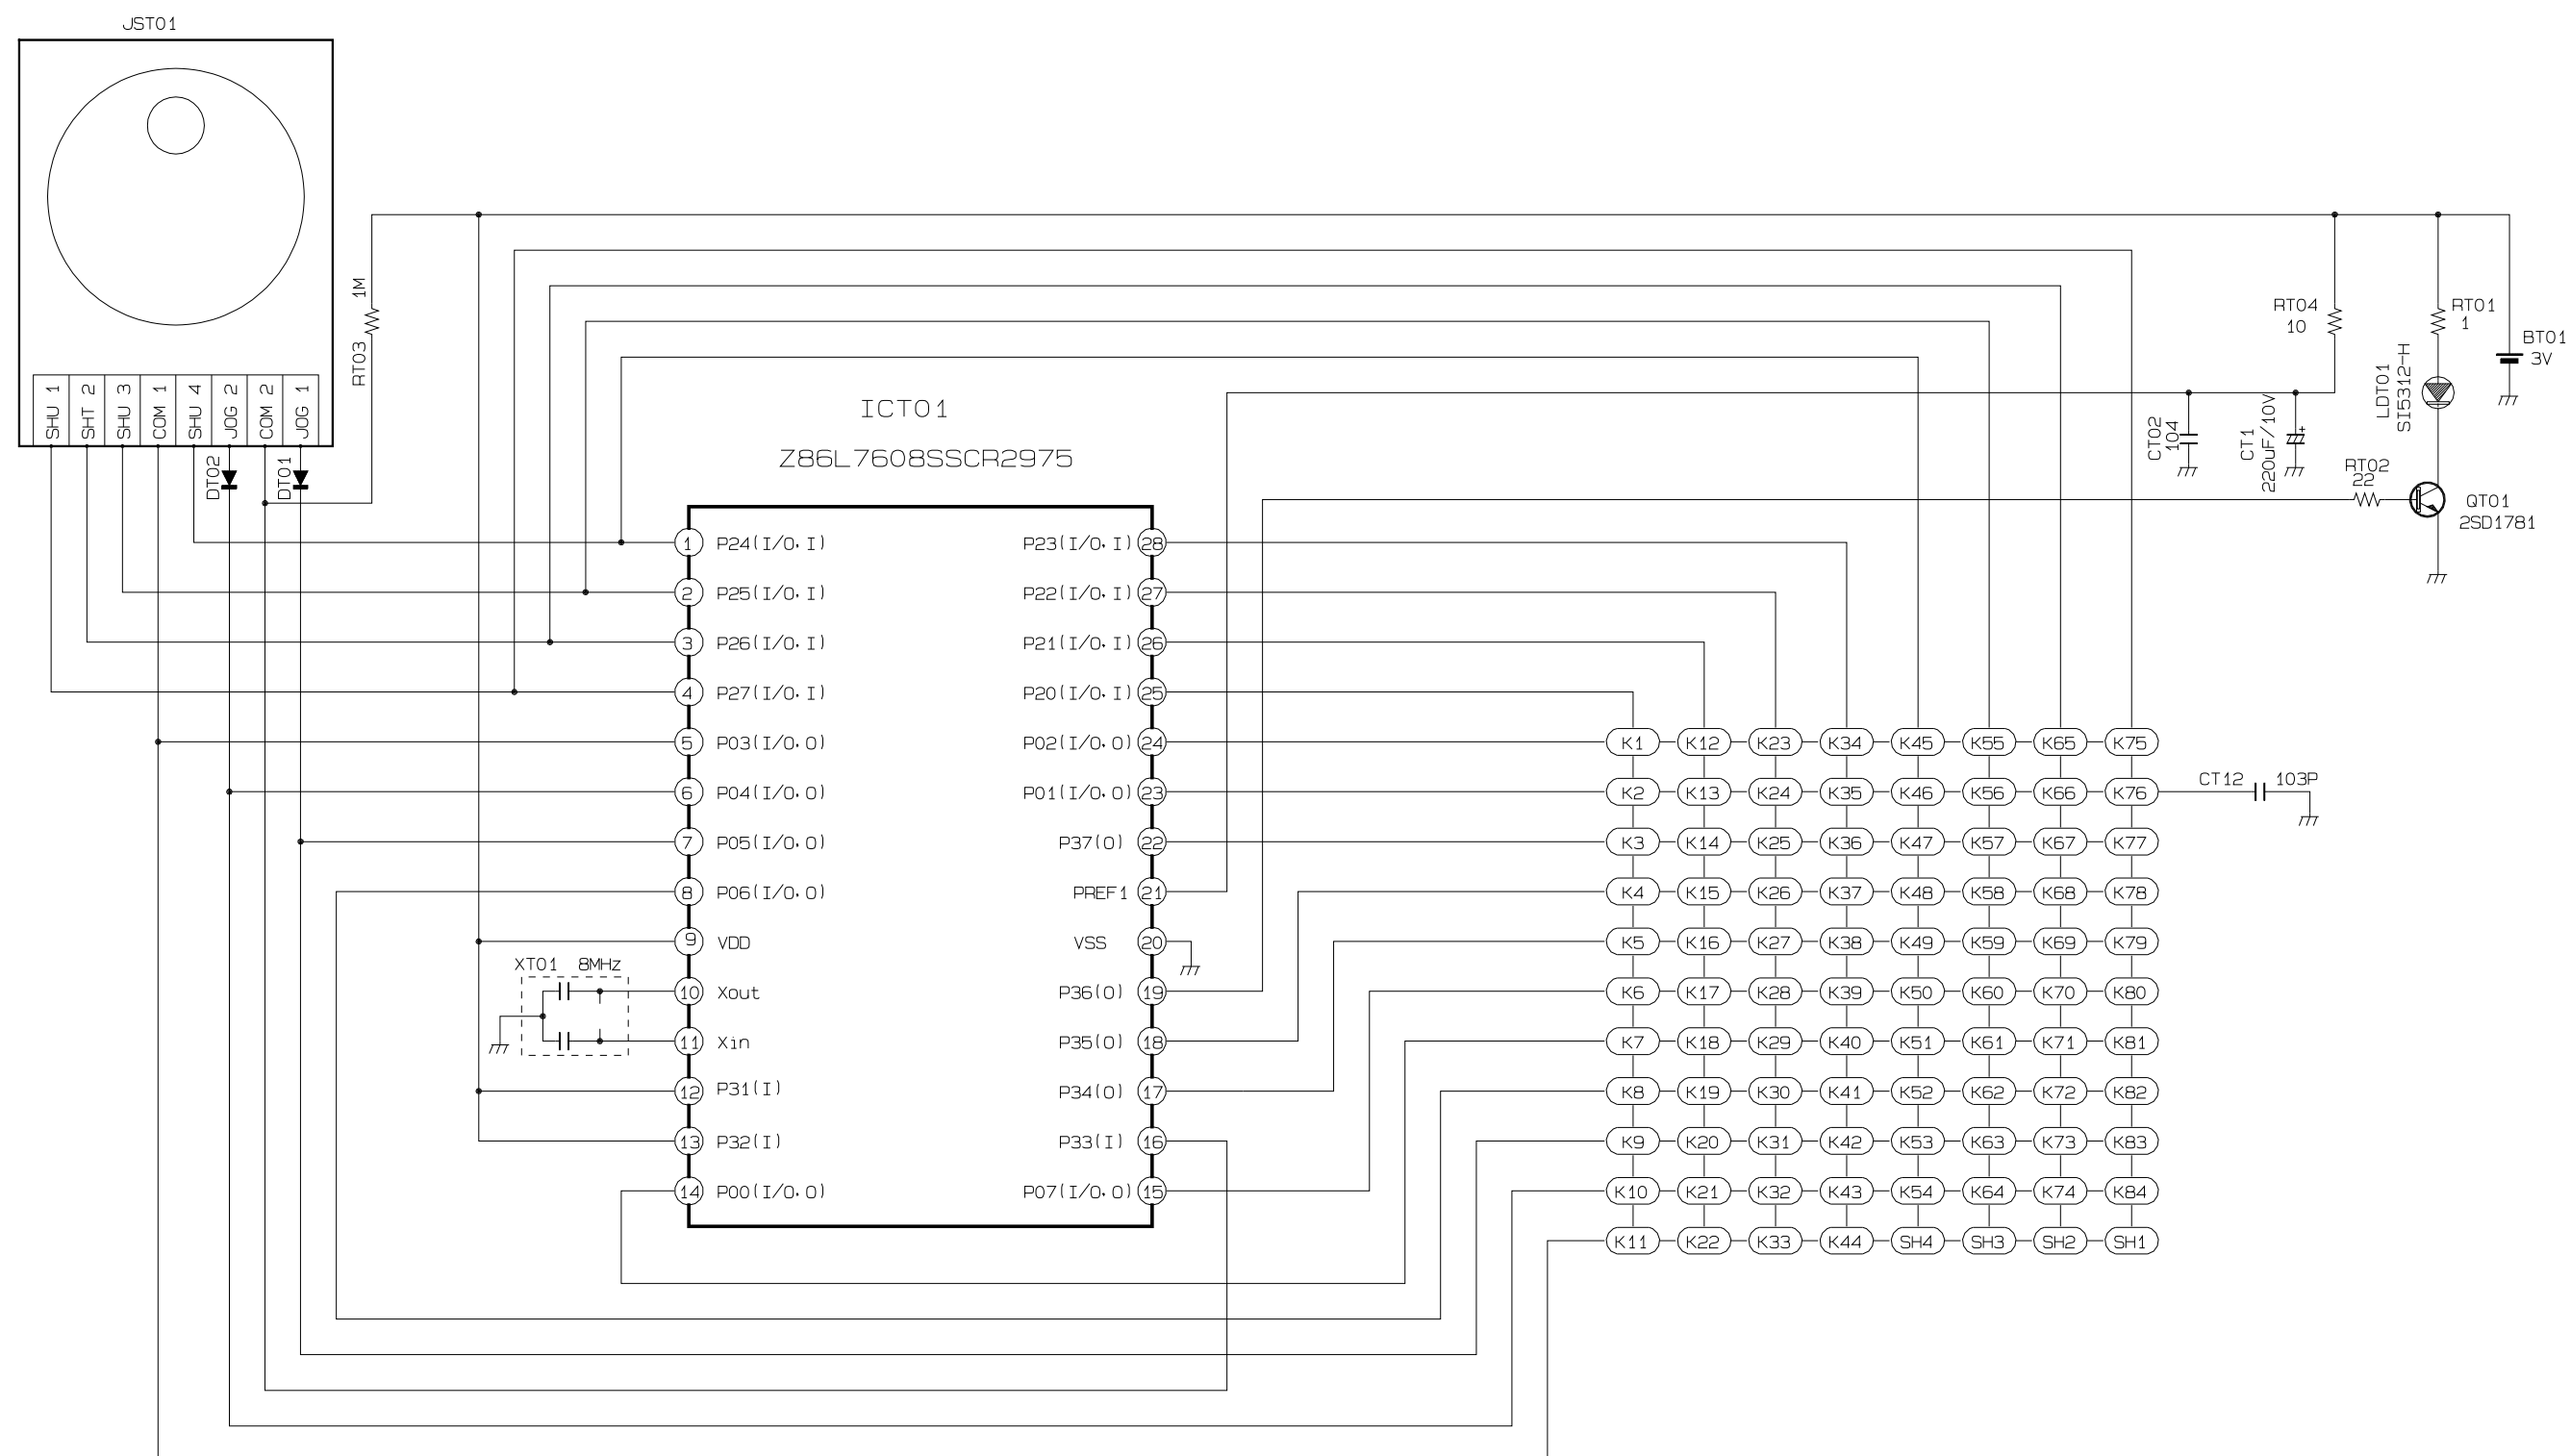 JST01
SHU 1
SHT 2
SHU 3
COM 1
SHU 4
JOG 2
COM 2
JOG 1
DT02
DT01
RT03 1M
ICT01
Z86L7608SSCR2975
RT04
10
RT01
1
BT01
3V
LDT01
SI5312-H
CT02
104
CT1
220uF/10V
RT02
22
QT01
2SD1781
1 P24(I/O.I) P23(I/O.I) 28
2 P25(I/O.I) P22(I/O.I) 27
3 P26(I/O.I) P21(I/O.I) 26
4 P27(I/O.I) P20(I/O.I) 25
5 P03(I/O.O) P02(I/O.O) 24
6 P04(I/O.O) P01(I/O.O) 23
7 P05(I/O.O) P37(O) 22
8 P06(I/O.O) PREF1 21
9 VDD VSS 20
10 Xout P36(O) 19
11 Xin P35(O) 18
12 P31(I) P34(O) 17
13 P32(I) P33(I) 16
14 P00(I/O.O) P07(I/O.O) 15
XT01 8MHz
K1 K12 K23 K34 K45 K55 K65 K75
K2 K13 K24 K35 K46 K56 K66 K76
K3 K14 K25 K36 K47 K57 K67 K77
K4 K15 K26 K37 K48 K58 K68 K78
K5 K16 K27 K38 K49 K59 K69 K79
K6 K17 K28 K39 K50 K60 K70 K80
K7 K18 K29 K40 K51 K61 K71 K81
K8 K19 K30 K41 K52 K62 K72 K82
K9 K20 K31 K42 K53 K63 K73 K83
K10 K21 K32 K43 K54 K64 K74 K84
K11 K22 K33 K44 SH4 SH3 SH2 SH1
CT12 103P